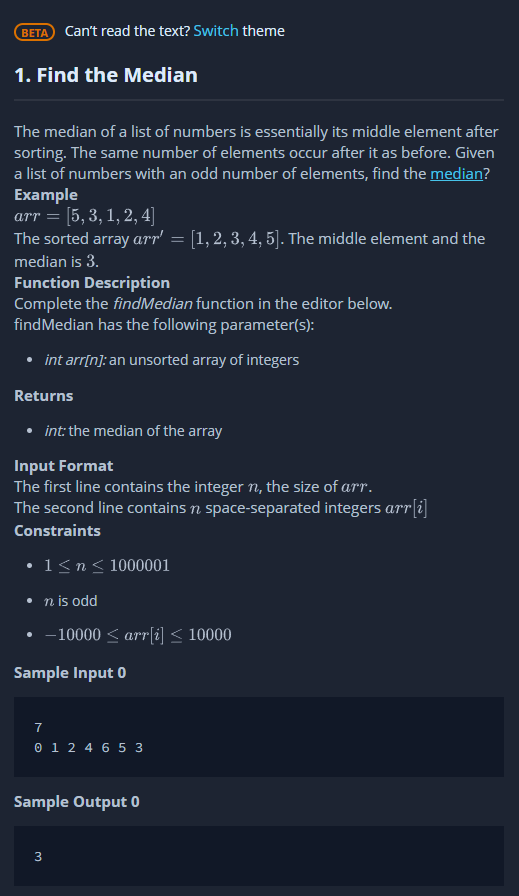 BETA Can’t read the text? Switch theme
1. Find the Median
The median of a list of numbers is essentially its middle element after
sorting. The same number of elements occur after it as before. Given
a list of numbers with an odd number of elements, find the median?
Example
arr = [5, 3, 1, 2, 4]
The sorted array arr′ = [1, 2, 3, 4, 5]. The middle element and the
median is 3.
Function Description
Complete the findMedian function in the editor below.
findMedian has the following parameter(s):
• int arr[n]: an unsorted array of integers
Returns
• int: the median of the array
Input Format
The first line contains the integer n, the size of arr.
The second line contains n space-separated integers arr[i]
Constraints
• 1 ≤ n ≤ 1000001
• n is odd
• −10000 ≤ arr[i] ≤ 10000
Sample Input 0
7
0 1 2 4 6 5 3
Sample Output 0
3